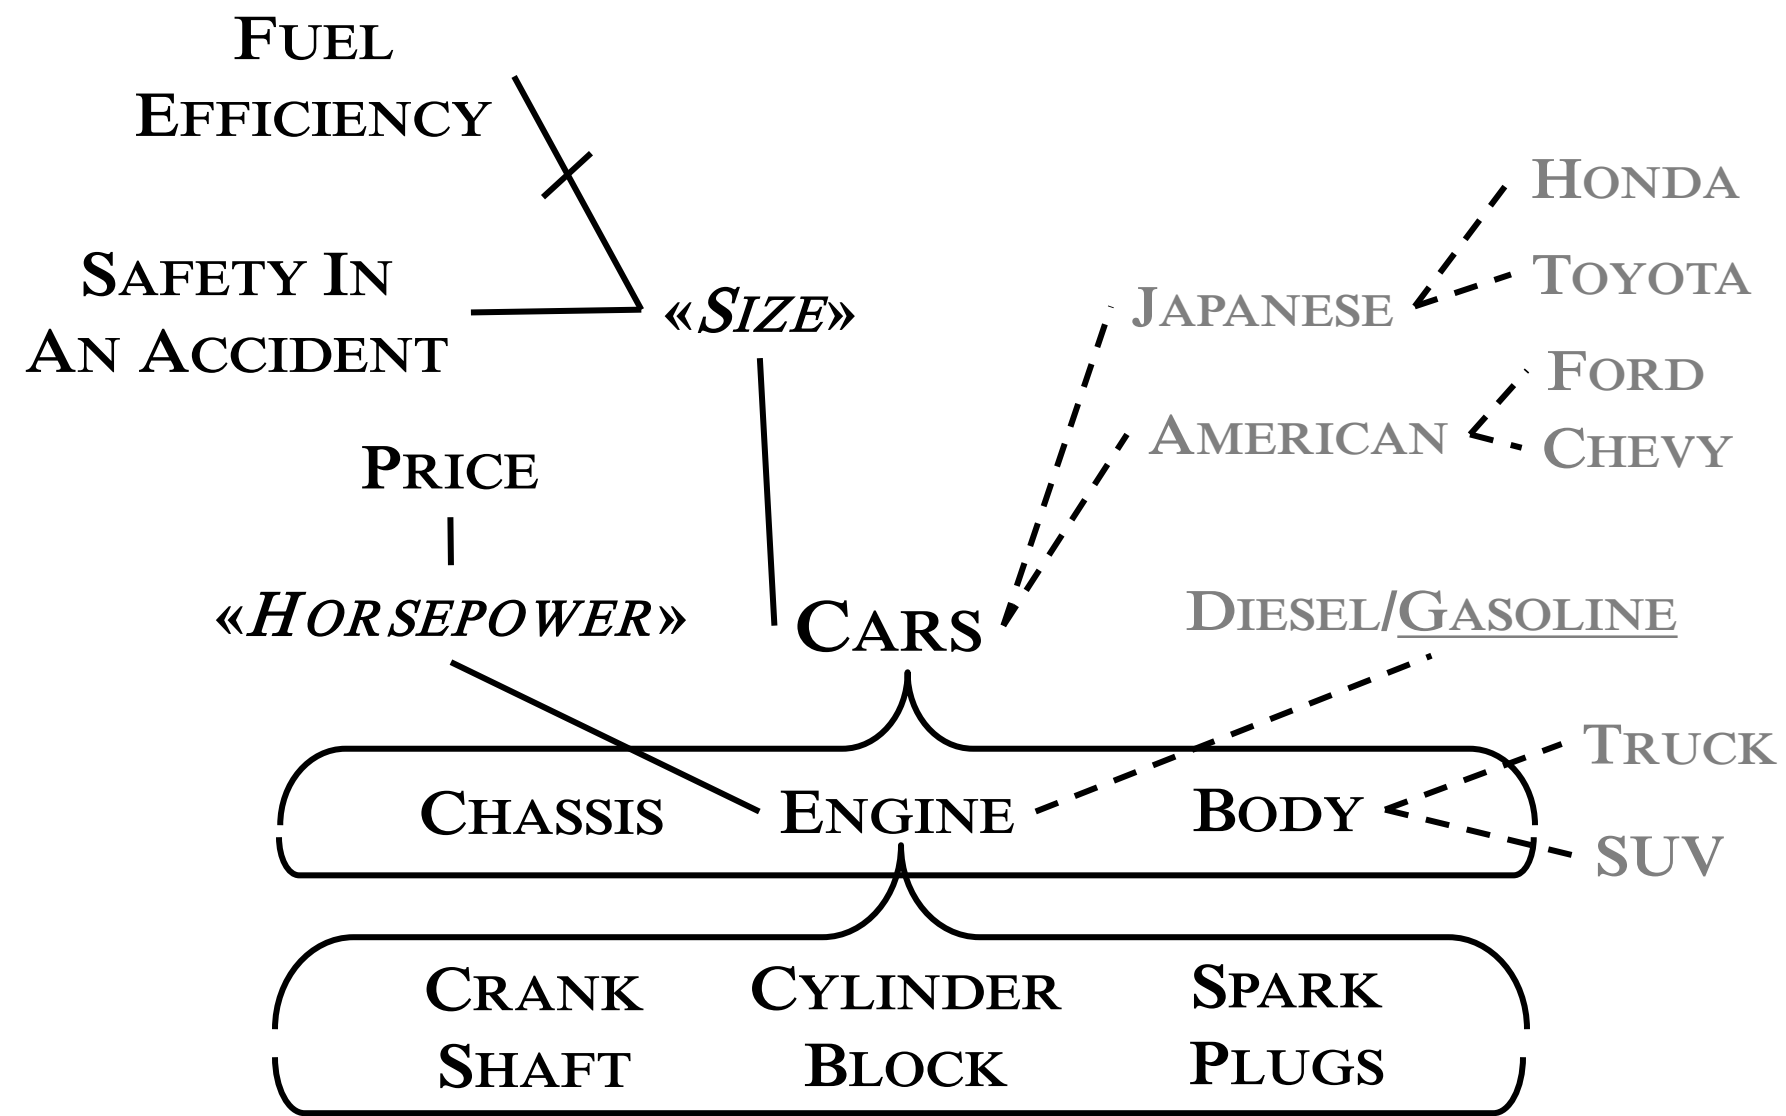 FUEL
EFFICIENCY
SAFETY IN
AN ACCIDENT
«SIZE»
PRICE
«HORSEPOWER»
CARS
JAPANESE
HONDA
TOYOTA
AMERICAN
FORD
CHEVY
DIESEL/GASOLINE
CHASSIS
ENGINE
BODY
TRUCK
SUV
CRANK
SHAFT
CYLINDER
BLOCK
SPARK
PLUGS